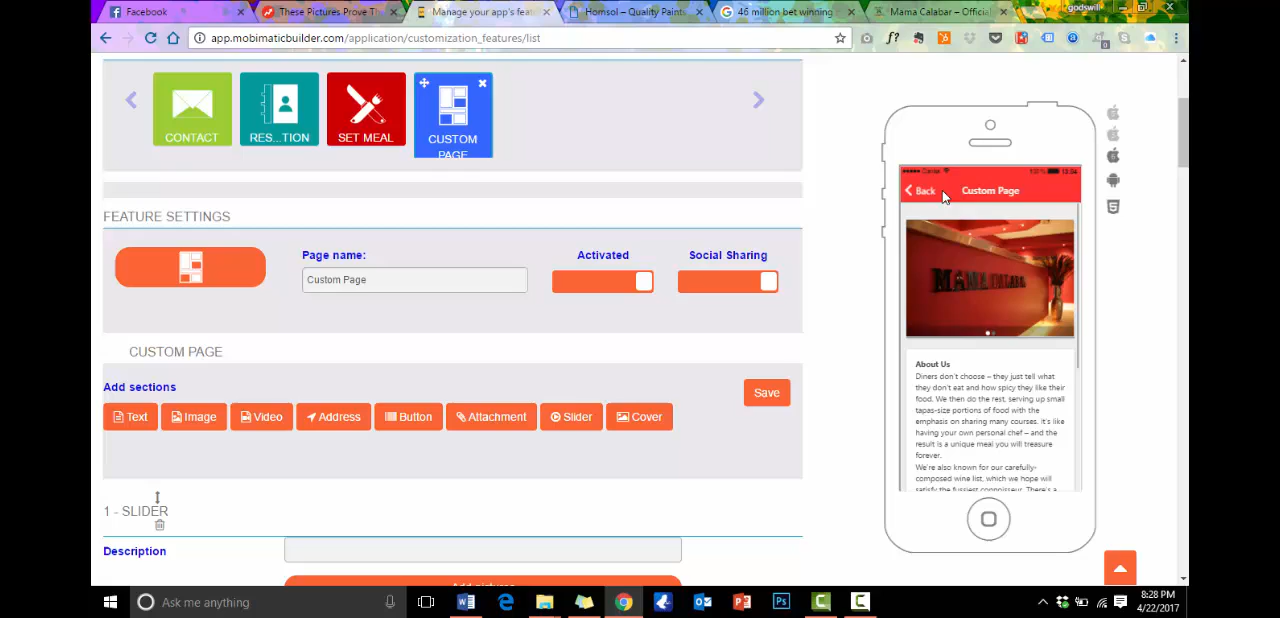 godswill
Facebook
These Pictures Prove Th
Manage your app's feat
Homsol – Quality Paints
46 million bet winning
Mama Calabar – Official
app.mobimaticbuilder.com/application/customization_features/list
CONTACT
RES...TION
SET MEAL
CUSTOM
PAGE
FEATURE SETTINGS
Page name:
Activated
Social Sharing
Custom Page
CUSTOM PAGE
Add sections
Save
Text
Image
Video
Address
Button
Attachment
Slider
Cover
1 - SLIDER
Description
Back
Custom Page
MAMA CALABAR
About Us
Diners don't choose – they just tell what
they don't eat and how spicy they like their
food. We then do the rest, serving up small
tapas-size portions of food with the
emphasis on sharing many courses. it's like
having your own personal chef – and the
result is a unique meal you will treasure
forever.
We're also known for our carefully-
composed wine list, which we hope will
satisfy the fussiest connoisseur. There's a
Add pictures
Ask me anything
8:28 PM
4/22/2017